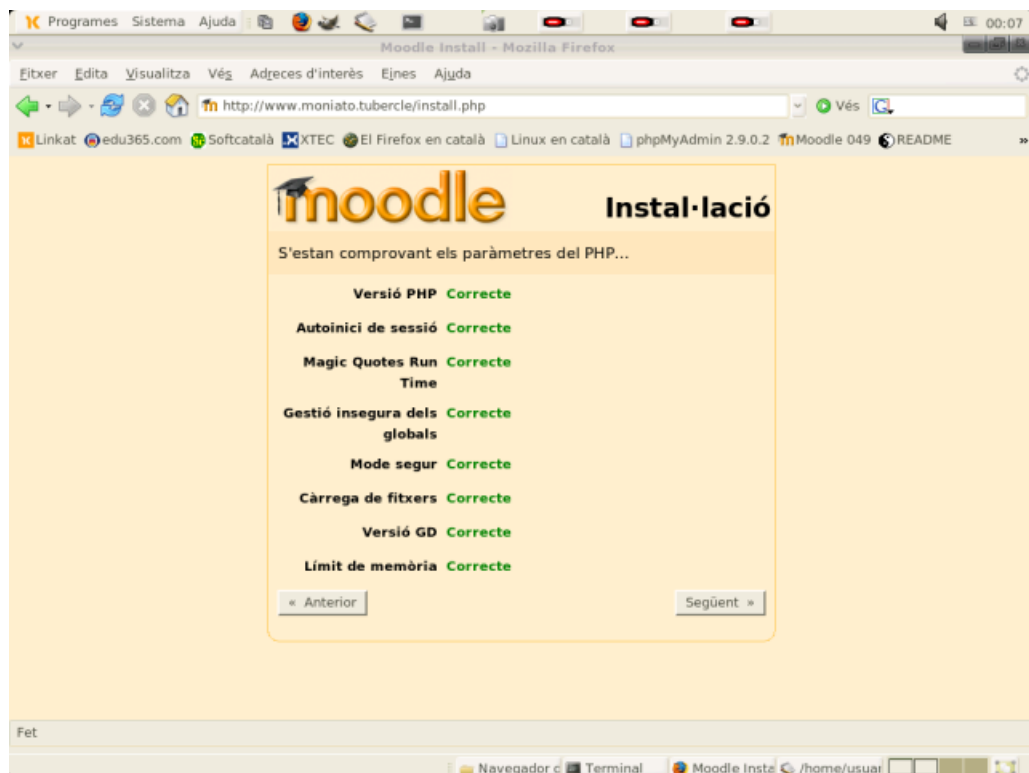 Programes Sistema Ajuda 00:07
Moodle Install - Mozilla Firefox
Fitxer Edita Visualitza Vés Adreces d'interès Eines Ajuda
http://www.moniato.tubercle/install.php Vés
Linkat edu365.com Softcatalà XTEC El Firefox en català Linux en català phpMyAdmin 2.9.0.2 Moodle 049 README »
moodle Instal·lació
S'estan comprovant els paràmetres del PHP...
Versió PHP Correcte
Autoinici de sessió Correcte
Magic Quotes Run Correcte
Time
Gestió insegura dels Correcte
globals
Mode segur Correcte
Càrrega de fitxers Correcte
Versió GD Correcte
Límit de memòria Correcte
« Anterior Següent »
Fet
Navegador c Terminal Moodle Insta /home/usuar